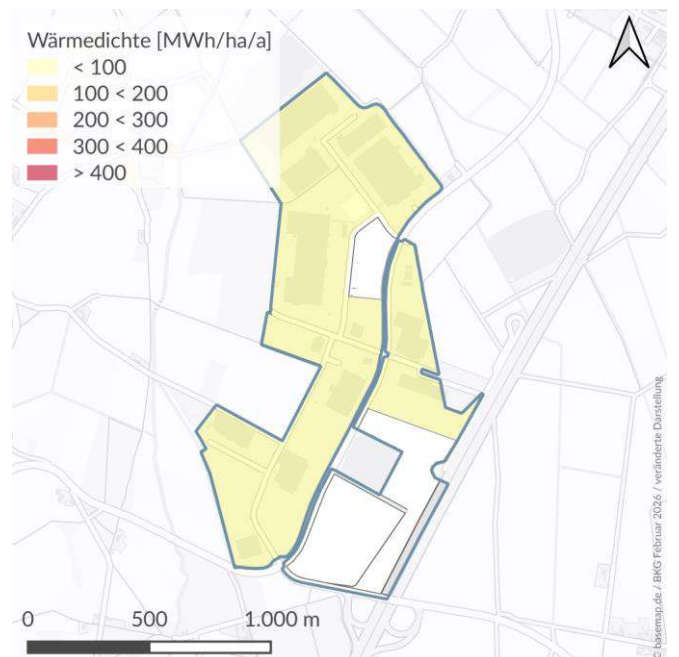 Wärmedichte [MWh/ha/a]
< 100
100 < 200
200 < 300
300 < 400
> 400
0 500 1.000 m
© basemap.de / BKG Februar 2026 / veränderte Darstellung